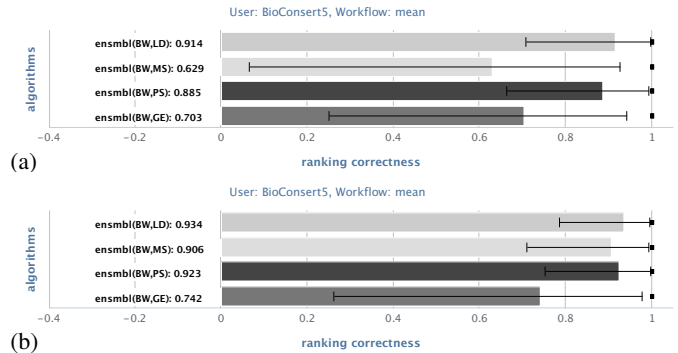 User: BioConsert5, Workflow: mean
algorithms
ensmbl(BW,LD): 0.914
ensmbl(BW,MS): 0.629
ensmbl(BW,PS): 0.885
ensmbl(BW,GE): 0.703
−0.4 −0.2 0 0.2 0.4 0.6 0.8 1
(a)
ranking correctness
User: BioConsert5, Workflow: mean
algorithms
ensmbl(BW,LD): 0.934
ensmbl(BW,MS): 0.906
ensmbl(BW,PS): 0.923
ensmbl(BW,GE): 0.742
−0.4 −0.2 0 0.2 0.4 0.6 0.8 1
(b)
ranking correctness